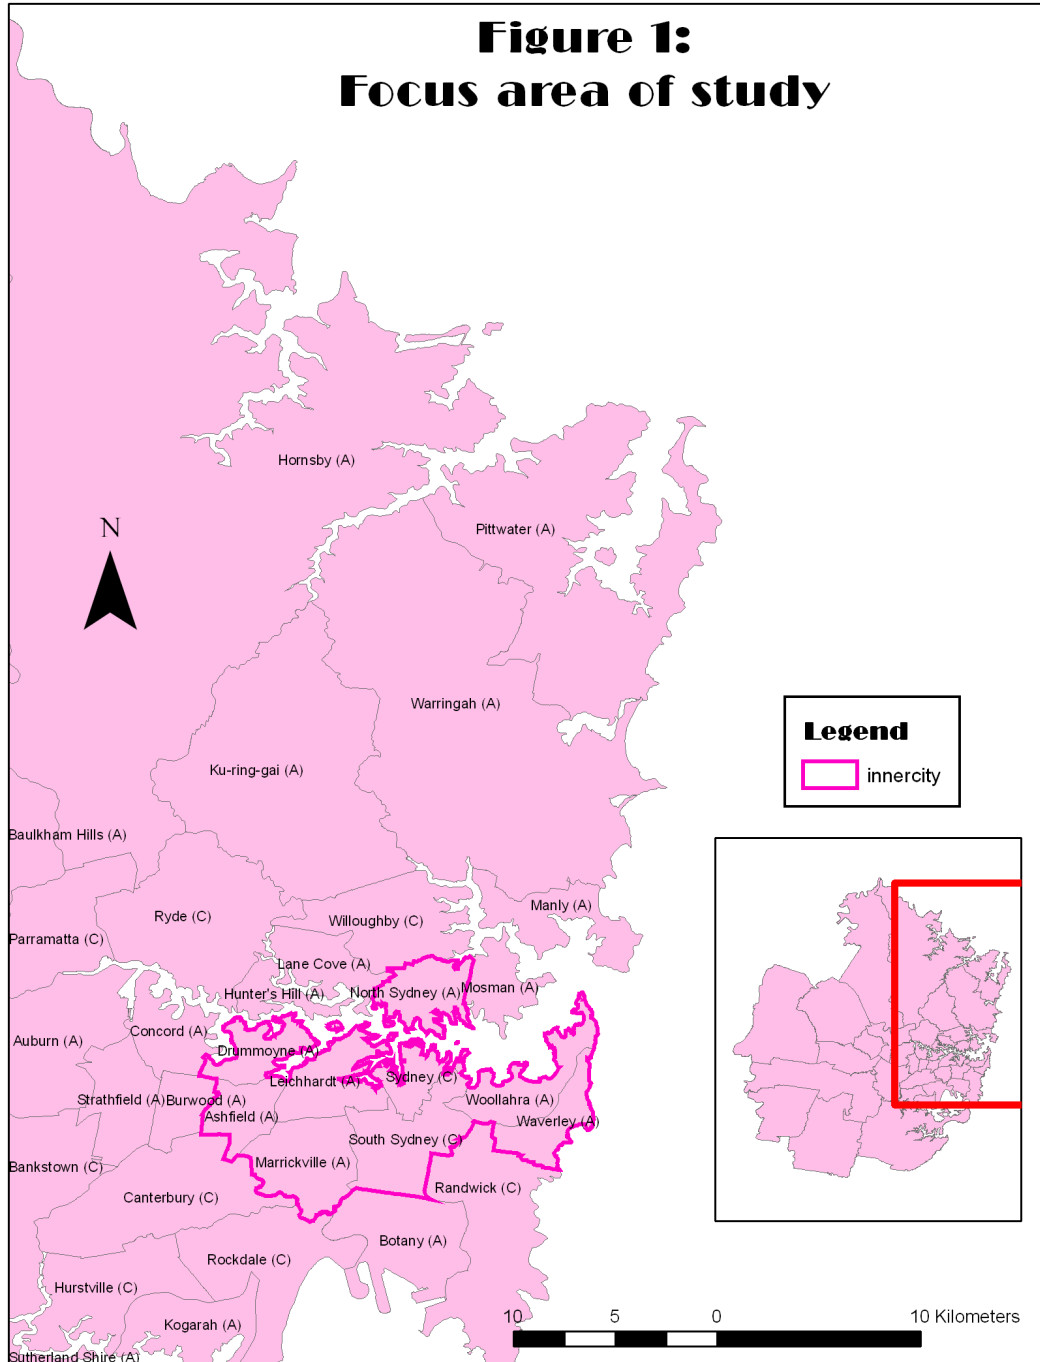 Figure 1:
Focus area of study
Hornsby (A)
N
Pittwater (A)
Warringah (A)
Legend
innercity
Ku-ring-gai (A)
Baulkham Hills (A)
Manly (A)
Ryde (C)
Willoughby (C)
Parramatta (C)
Lane Cove (A)
Hunter's Hill (A)
North Sydney (A)
Mosman (A)
Concord (A)
Auburn (A)
Drummoyne (A)
Leichhardt (A)
Sydney (C)
Strathfield (A)
Burwood (A)
Woollahra (A)
Ashfield (A)
Waverley (A)
South Sydney (C)
Marrickville (A)
Bankstown (C)
Randwick (C)
Canterbury (C)
Botany (A)
Rockdale (C)
Hurstville (C)
Kogarah (A)
Sutherland Shire (A)
10 5 0 10 Kilometers